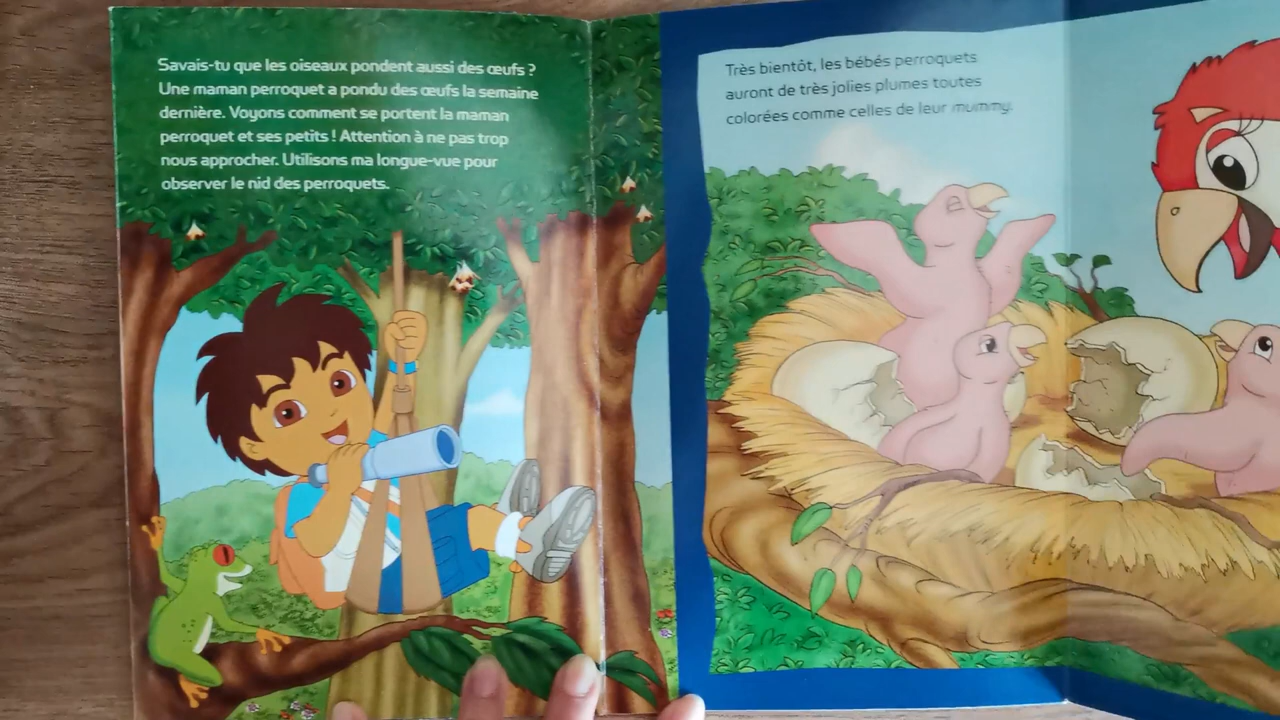 Savais-tu que les oiseaux pondent aussi des œufs ?
Une maman perroquet a pondu des œufs la semaine
dernière. Voyons comment se portent la maman
perroquet et ses petits ! Attention à ne pas trop
nous approcher. Utilisons ma longue-vue pour
observer le nid des perroquets.
Très bientôt, les bébés perroquets
auront de très jolies plumes toutes
colorées comme celles de leur mummy.